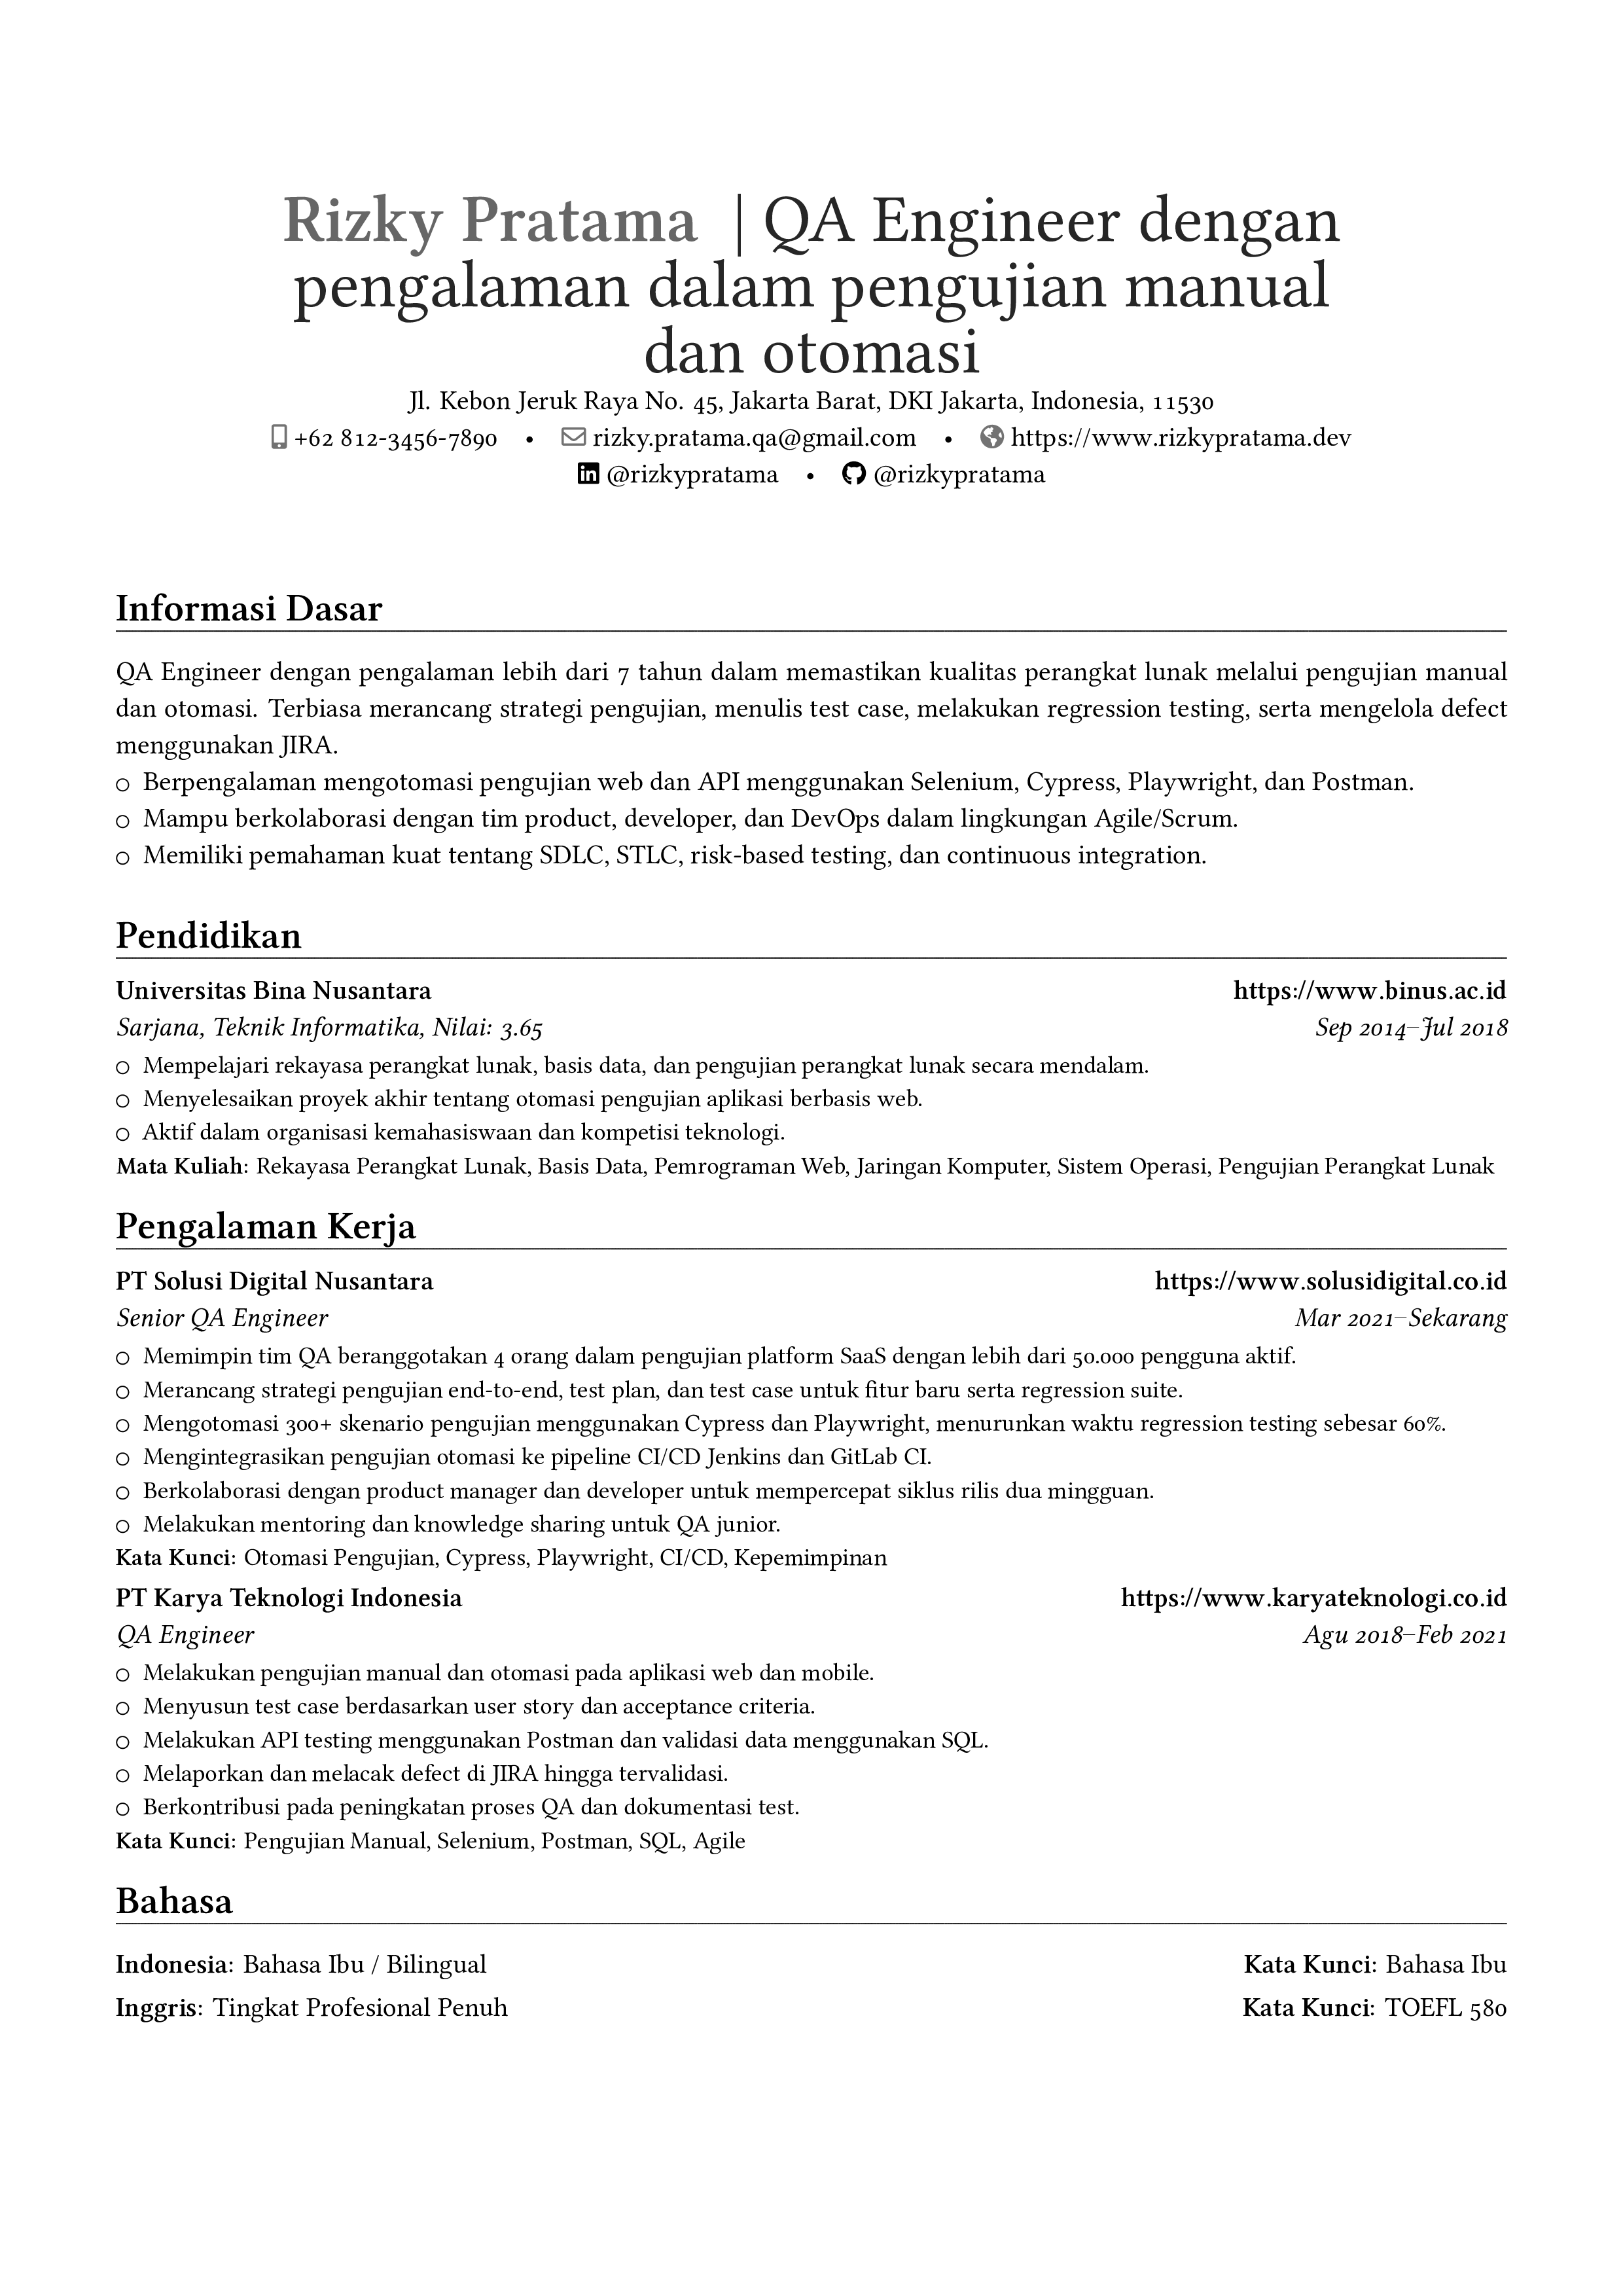 Rizky Pratama | QA Engineer dengan
pengalaman dalam pengujian manual
dan otomasi
Jl. Kebon Jeruk Raya No. 45, Jakarta Barat, DKI Jakarta, Indonesia, 11530
+62 812-3456-7890 • rizky.pratama.qa@gmail.com • https://www.rizkypratama.dev
@rizkypratama • @rizkypratama
Informasi Dasar
QA Engineer dengan pengalaman lebih dari 7 tahun dalam memastikan kualitas perangkat lunak melalui pengujian manual
dan otomasi. Terbiasa merancang strategi pengujian, menulis test case, melakukan regression testing, serta mengelola defect
menggunakan JIRA.
○ Berpengalaman mengotomasi pengujian web dan API menggunakan Selenium, Cypress, Playwright, dan Postman.
○ Mampu berkolaborasi dengan tim product, developer, dan DevOps dalam lingkungan Agile/Scrum.
○ Memiliki pemahaman kuat tentang SDLC, STLC, risk-based testing, dan continuous integration.
Pendidikan
Universitas Bina Nusantara https://www.binus.ac.id
Sarjana, Teknik Informatika, Nilai: 3.65 Sep 2014–Jul 2018
○ Mempelajari rekayasa perangkat lunak, basis data, dan pengujian perangkat lunak secara mendalam.
○ Menyelesaikan proyek akhir tentang otomasi pengujian aplikasi berbasis web.
○ Aktif dalam organisasi kemahasiswaan dan kompetisi teknologi.
Mata Kuliah: Rekayasa Perangkat Lunak, Basis Data, Pemrograman Web, Jaringan Komputer, Sistem Operasi, Pengujian Perangkat Lunak
Pengalaman Kerja
PT Solusi Digital Nusantara https://www.solusidigital.co.id
Senior QA Engineer Mar 2021–Sekarang
○ Memimpin tim QA beranggotakan 4 orang dalam pengujian platform SaaS dengan lebih dari 50.000 pengguna aktif.
○ Merancang strategi pengujian end-to-end, test plan, dan test case untuk fitur baru serta regression suite.
○ Mengotomasi 300+ skenario pengujian menggunakan Cypress dan Playwright, menurunkan waktu regression testing sebesar 60%.
○ Mengintegrasikan pengujian otomasi ke pipeline CI/CD Jenkins dan GitLab CI.
○ Berkolaborasi dengan product manager dan developer untuk mempercepat siklus rilis dua mingguan.
○ Melakukan mentoring dan knowledge sharing untuk QA junior.
Kata Kunci: Otomasi Pengujian, Cypress, Playwright, CI/CD, Kepemimpinan
PT Karya Teknologi Indonesia https://www.karyateknologi.co.id
QA Engineer Agu 2018–Feb 2021
○ Melakukan pengujian manual dan otomasi pada aplikasi web dan mobile.
○ Menyusun test case berdasarkan user story dan acceptance criteria.
○ Melakukan API testing menggunakan Postman dan validasi data menggunakan SQL.
○ Melaporkan dan melacak defect di JIRA hingga tervalidasi.
○ Berkontribusi pada peningkatan proses QA dan dokumentasi test.
Kata Kunci: Pengujian Manual, Selenium, Postman, SQL, Agile
Bahasa
Indonesia: Bahasa Ibu / Bilingual Kata Kunci: Bahasa Ibu
Inggris: Tingkat Profesional Penuh Kata Kunci: TOEFL 580